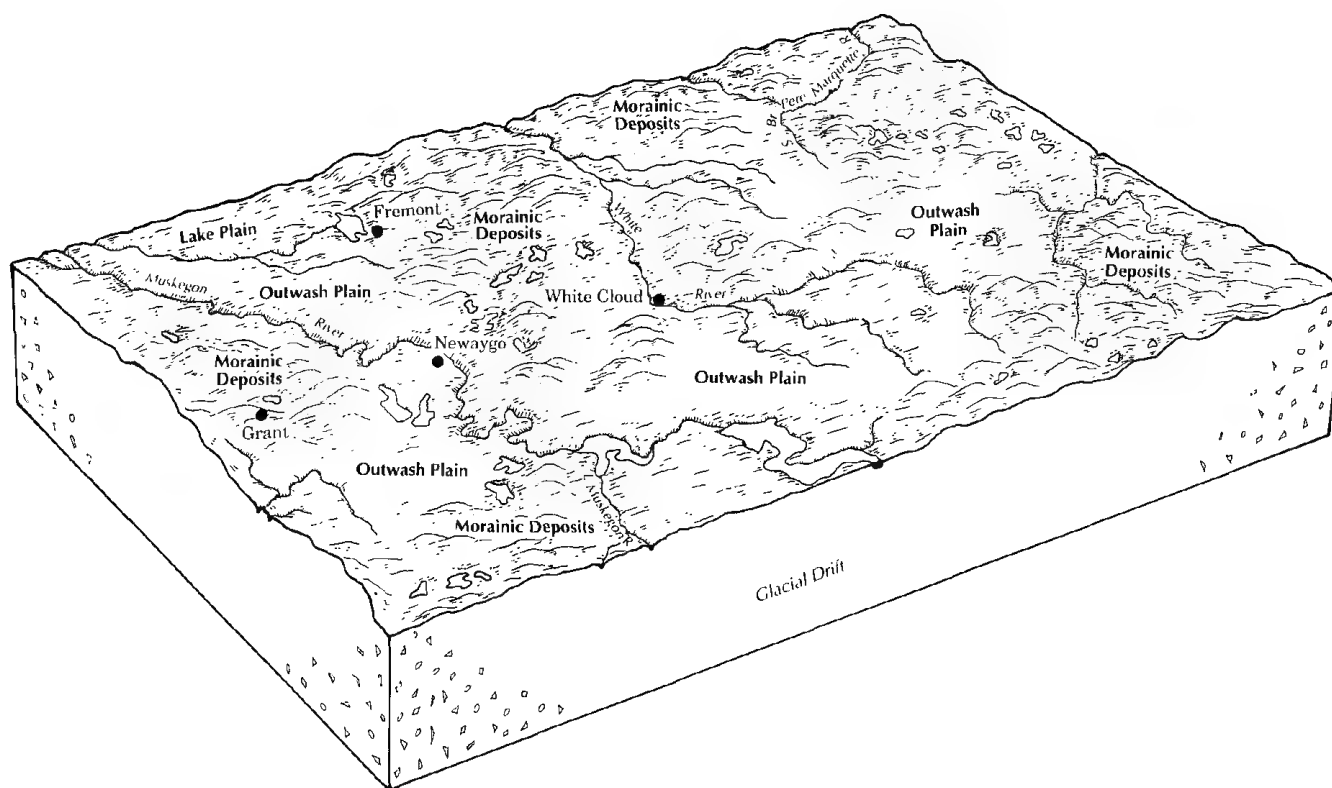 Morainic
Deposits
S. Br. Pere Marquette R.
Fremont
Lake Plain
Morainic
Deposits
White
River
Outwash
Plain
Morainic
Deposits
Muskegon
River
Outwash Plain
White Cloud
Newaygo
Morainic
Deposits
Outwash Plain
Grant
Outwash Plain
Morainic Deposits
Muskegon R.
Glacial Drift